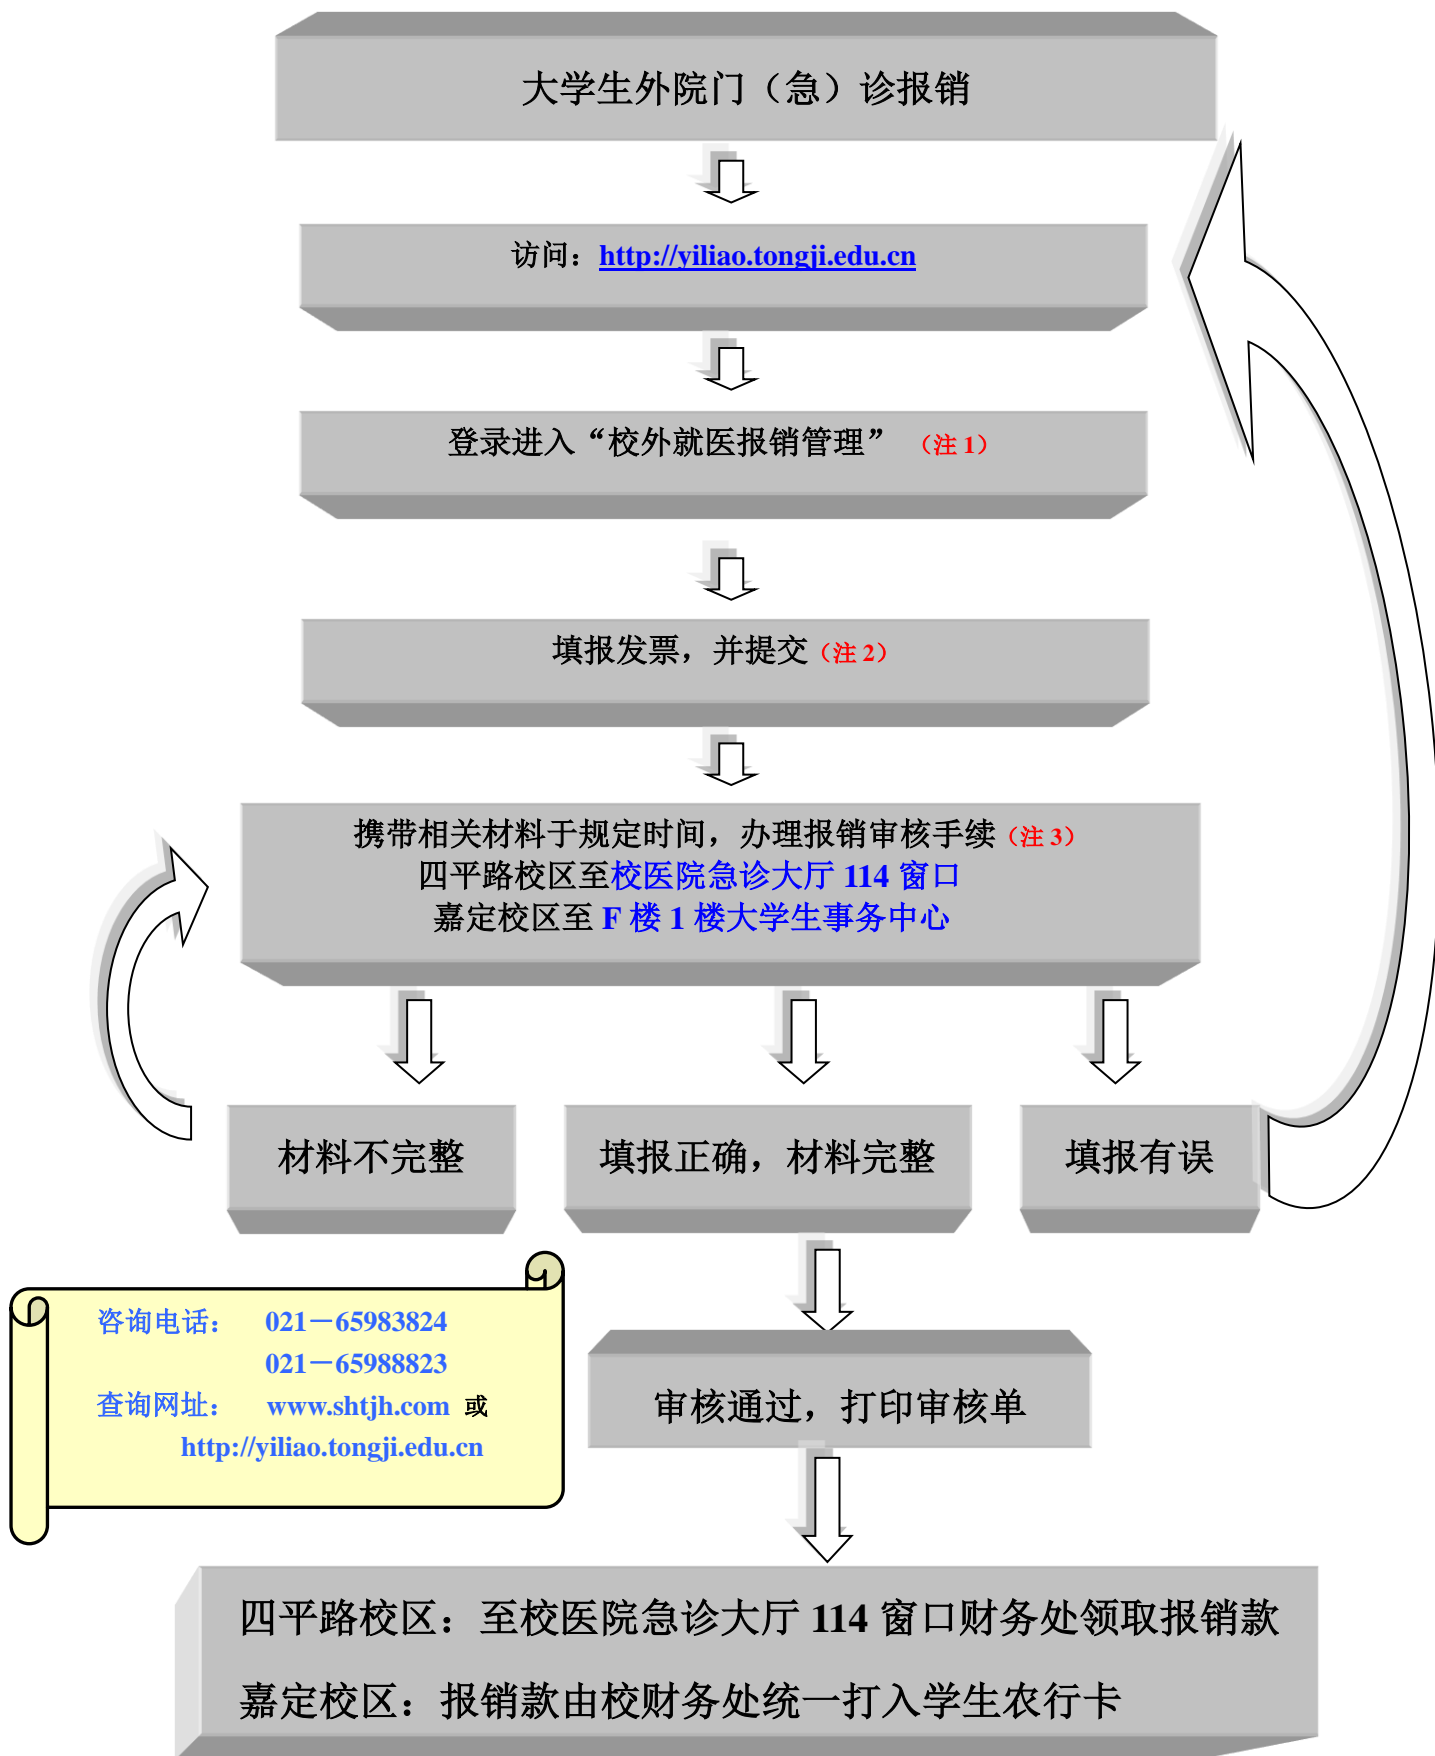 大学生外院门（急）诊报销
访问：http://yiliao.tongji.edu.cn
登录进入“校外就医报销管理”（注 1）
填报发票，并提交（注 2）
携带相关材料于规定时间，办理报销审核手续（注 3）
四平路校区至校医院急诊大厅 114 窗口
嘉定校区至 F 楼 1 楼大学生事务中心
材料不完整
填报正确，材料完整
填报有误
咨询电话： 021－65983824
021－65988823
查询网址： www.shtjh.com 或
http://yiliao.tongji.edu.cn
审核通过，打印审核单
四平路校区：至校医院急诊大厅 114 窗口财务处领取报销款
嘉定校区：报销款由校财务处统一打入学生农行卡